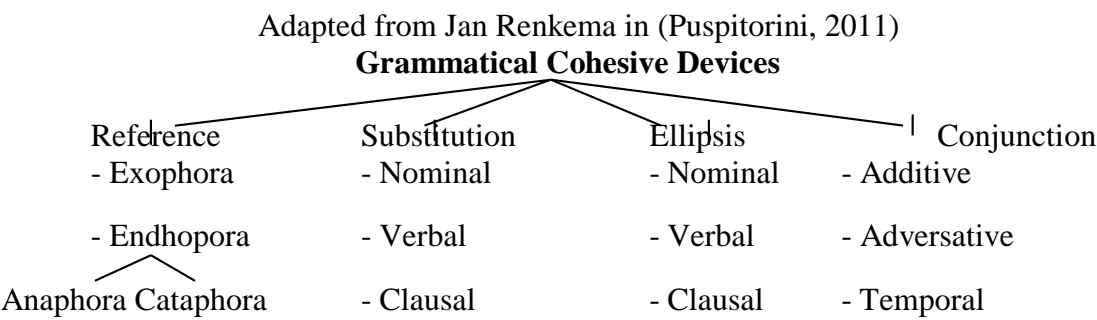 Adapted from Jan Renkema in (Puspitorini, 2011)
Grammatical Cohesive Devices
Reference Substitution Ellipsis Conjunction
- Exophora - Nominal - Nominal - Additive
- Endhopora - Verbal - Verbal - Adversative
Anaphora Cataphora - Clausal - Clausal - Temporal